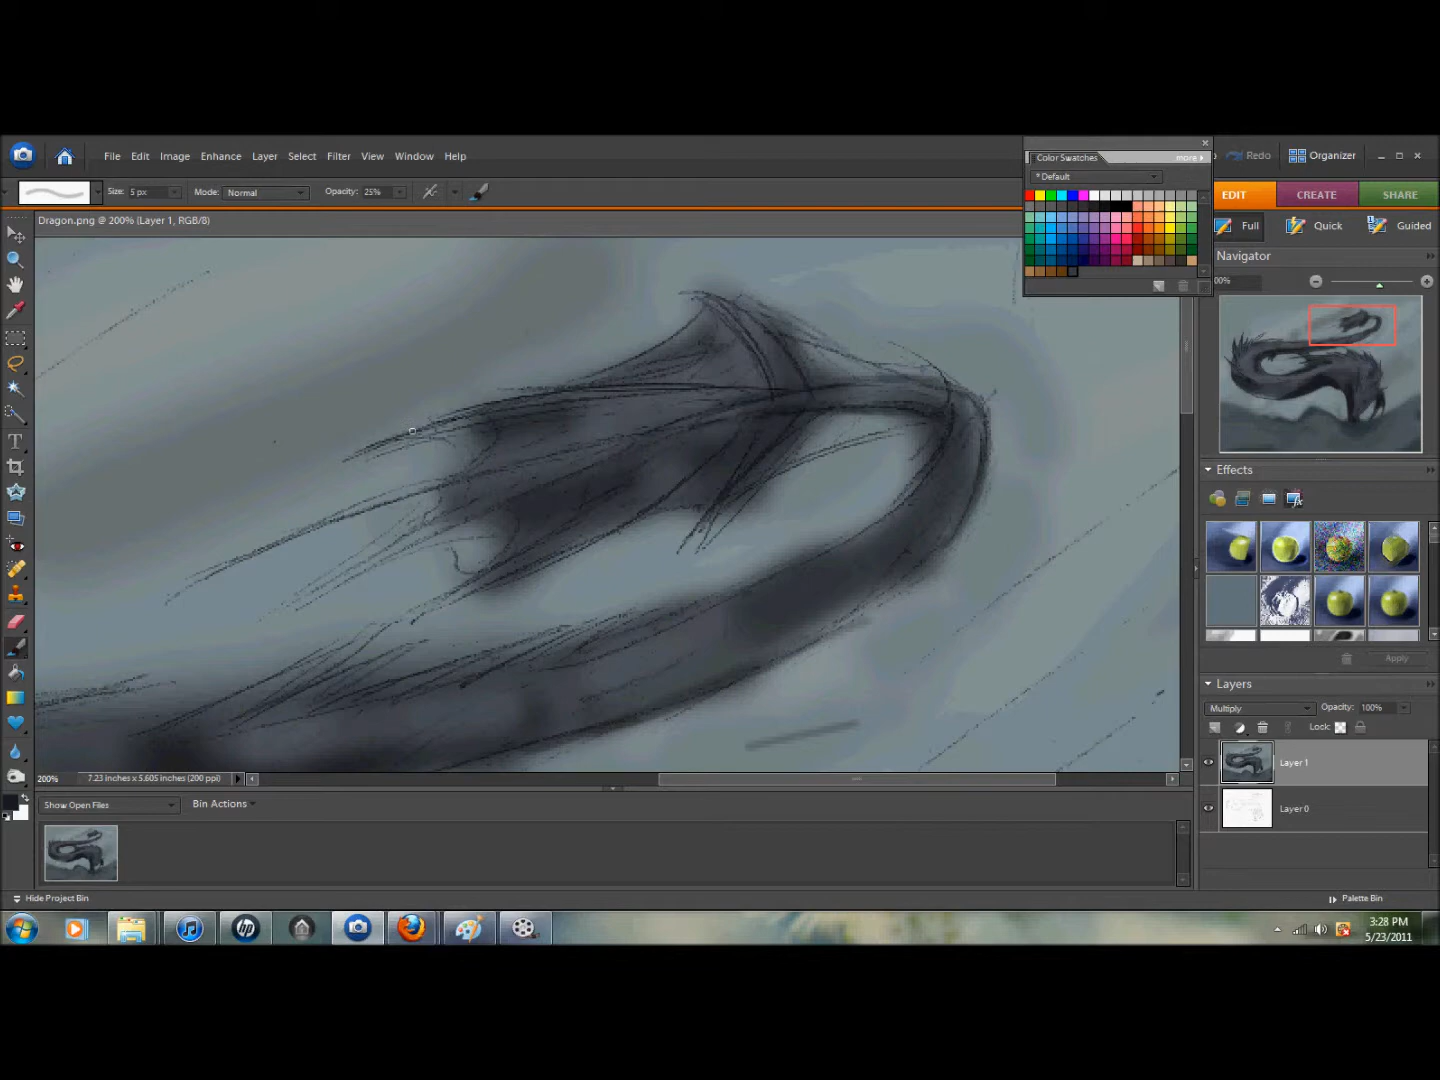 File Edit Image Enhance Layer Select Filter View Window Help
Redo Organizer
Color Swatches more
Default
Size: 5 px Mode: Normal Opacity: 25%
EDIT CREATE SHARE
Full Quick Guided
Dragon.png @ 200% (Layer 1, RGB/8)
Navigator
00%
Effects
Apply
Layers
Multiply Opacity: 100%
Lock:
Layer 1
Layer 0
200% 7.23 inches x 5.605 inches (200 ppi)
Show Open Files Bin Actions
Hide Project Bin Palette Bin
3:28 PM
5/23/2011